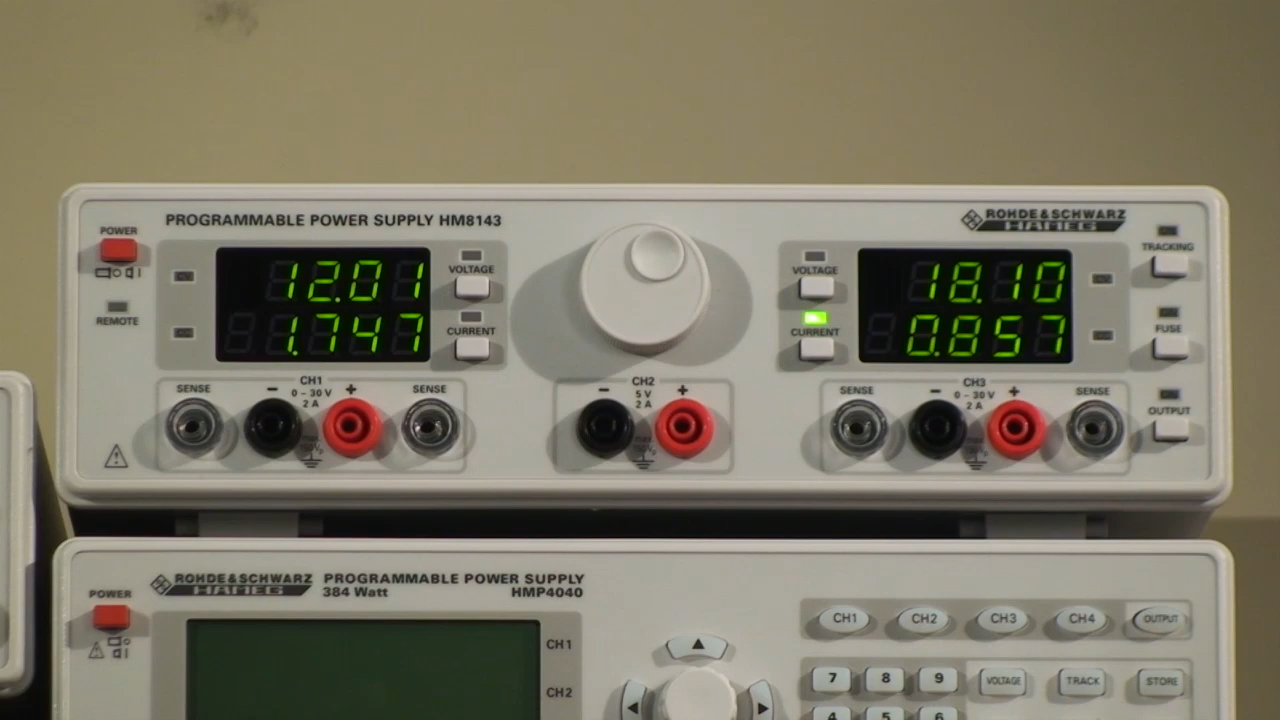 PROGRAMMABLE POWER SUPPLY HM8143
ROHDE & SCHWARZ
HAMEG
POWER
REMOTE
CV
CC
12.01
1.747
VOLTAGE
CURRENT
VOLTAGE
CURRENT
18.10
0.857
TRACKING
FUSE
OUTPUT
SENSE
CH1
0 – 30 V
2 A
− +
SENSE
CH2
5 V
2 A
− +
SENSE
CH3
0 – 30 V
2 A
− +
SENSE
POWER
ROHDE & SCHWARZ
HAMEG
PROGRAMMABLE POWER SUPPLY
384 Watt HMP4040
CH1
CH2
CH1 CH2 CH3 CH4 OUTPUT
7 8 9 VOLTAGE TRACK STORE
4 5 6